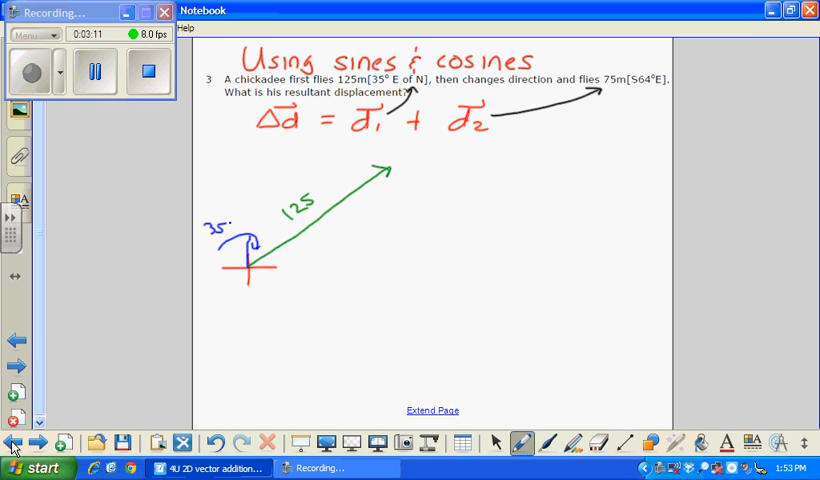 Recording...
Notebook
Menu
0:03:11
8.0 fps
Help
Using sines & cosines
3 A chickadee first flies 125m[35° E of N], then changes direction and flies 75m[S64°E].
What is his resultant displacement?
Δd = d₁ + d₂
125
35°
Extend Page
start
4U 2D vector addition...
Recording...
1:53 PM